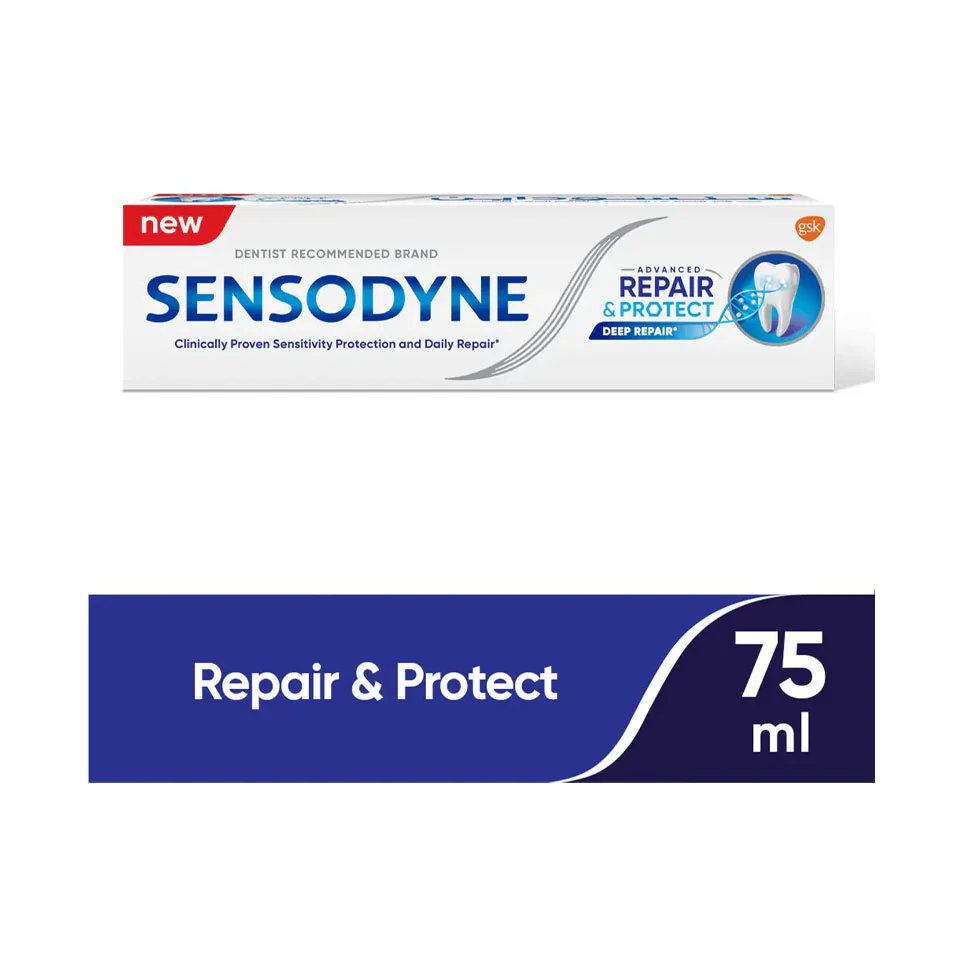 new
gsk
DENTIST RECOMMENDED BRAND
SENSODYNE
Clinically Proven Sensitivity Protection and Daily Repair*
ADVANCED
REPAIR
& PROTECT
DEEP REPAIR*
Repair & Protect
75
ml